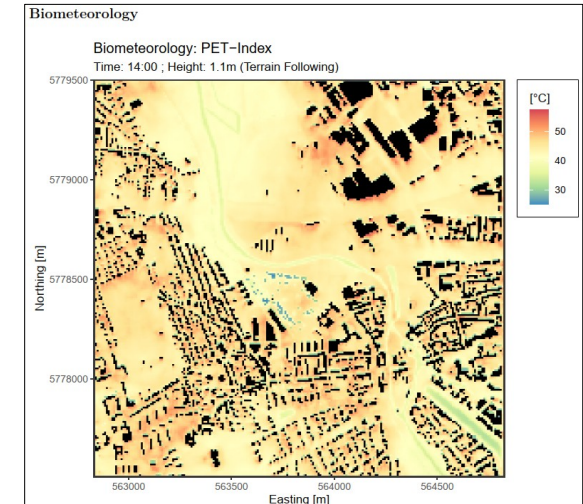 Biometeorology
Biometeorology: PET−Index
Time: 14:00 ; Height: 1.1m (Terrain Following)
5779500
5779000
5778500
5778000
Northing [m]
563000
563500
564000
564500
Easting [m]
[°C]
50
40
30